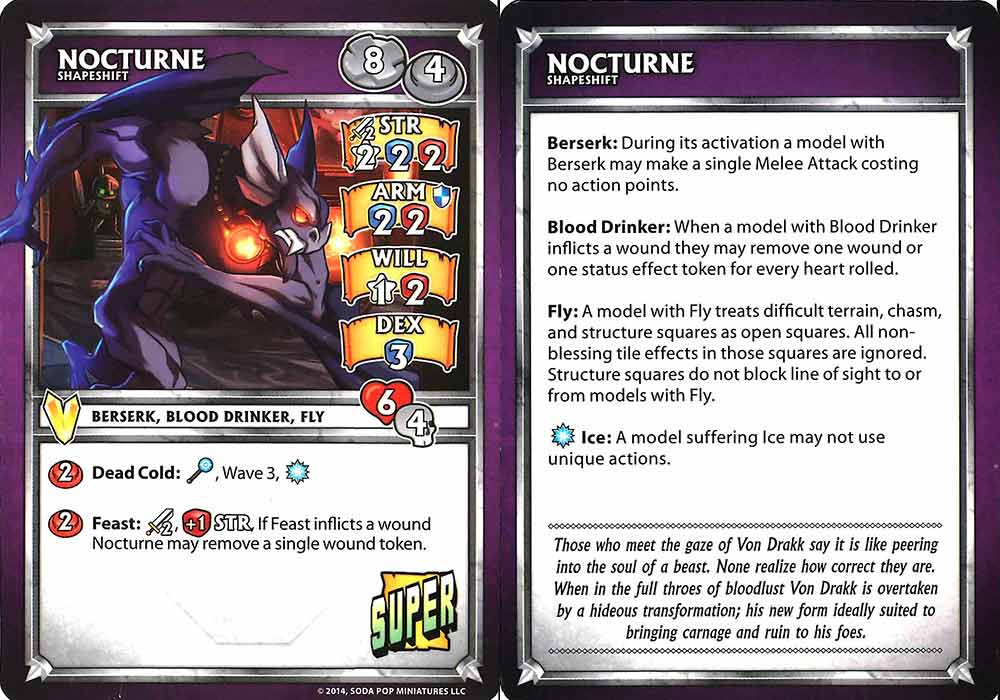 NOCTURNE
SHAPESHIFT
8
4
STR
2
2 2 2
ARM
2 2
WILL
1 2
DEX
3
BERSERK, BLOOD DRINKER, FLY
6
4
2 Dead Cold: , Wave 3,
2 Feast: 2, +1 STR, If Feast inflicts a wound
Nocturne may remove a single wound token.
SUPER
© 2014, SODA POP MINIATURES LLC
NOCTURNE
SHAPESHIFT
Berserk: During its activation a model with
Berserk may make a single Melee Attack costing
no action points.
Blood Drinker: When a model with Blood Drinker
inflicts a wound they may remove one wound or
one status effect token for every heart rolled.
Fly: A model with Fly treats difficult terrain, chasm,
and structure squares as open squares. All non-
blessing tile effects in those squares are ignored.
Structure squares do not block line of sight to or
from models with Fly.
Ice: A model suffering Ice may not use
unique actions.
Those who meet the gaze of Von Drakk say it is like peering
into the soul of a beast. None realize how correct they are.
When in the full throes of bloodlust Von Drakk is overtaken
by a hideous transformation; his new form ideally suited to
bringing carnage and ruin to his foes.